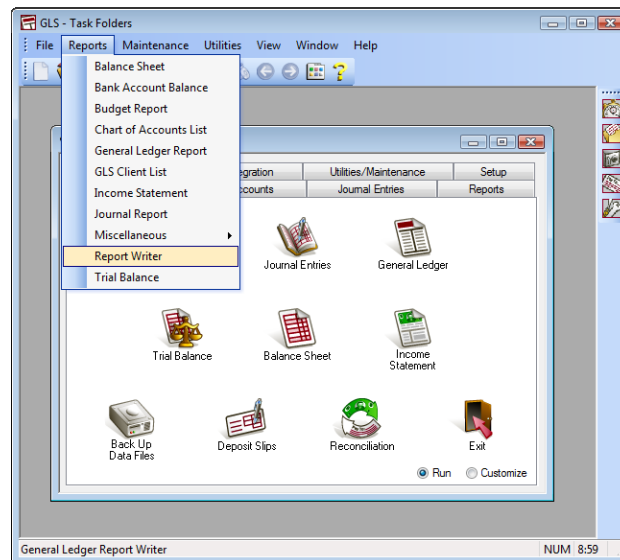 GLS - Task Folders
File Reports Maintenance Utilities View Window Help
Balance Sheet
Bank Account Balance
Budget Report
Chart of Accounts List
General Ledger Report
GLS Client List
Income Statement
Journal Report
Miscellaneous
Report Writer
Trial Balance
Utilities/Maintenance Setup
Journal Entries Reports
Journal Entries General Ledger
Trial Balance Balance Sheet Income
Statement
Back Up
Data Files Deposit Slips Reconciliation Exit
Run Customize
General Ledger Report Writer NUM 8:59